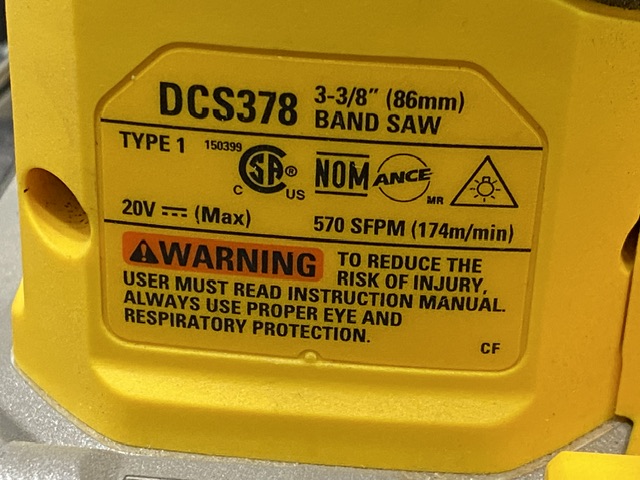 DCS378 3-3/8" (86mm)
BAND SAW
TYPE 1 150399 C SA® US NOM ANCE MR
20V ⎓ (Max) 570 SFPM (174m/min)
WARNING TO REDUCE THE
RISK OF INJURY,
USER MUST READ INSTRUCTION MANUAL.
ALWAYS USE PROPER EYE AND
RESPIRATORY PROTECTION.
CF